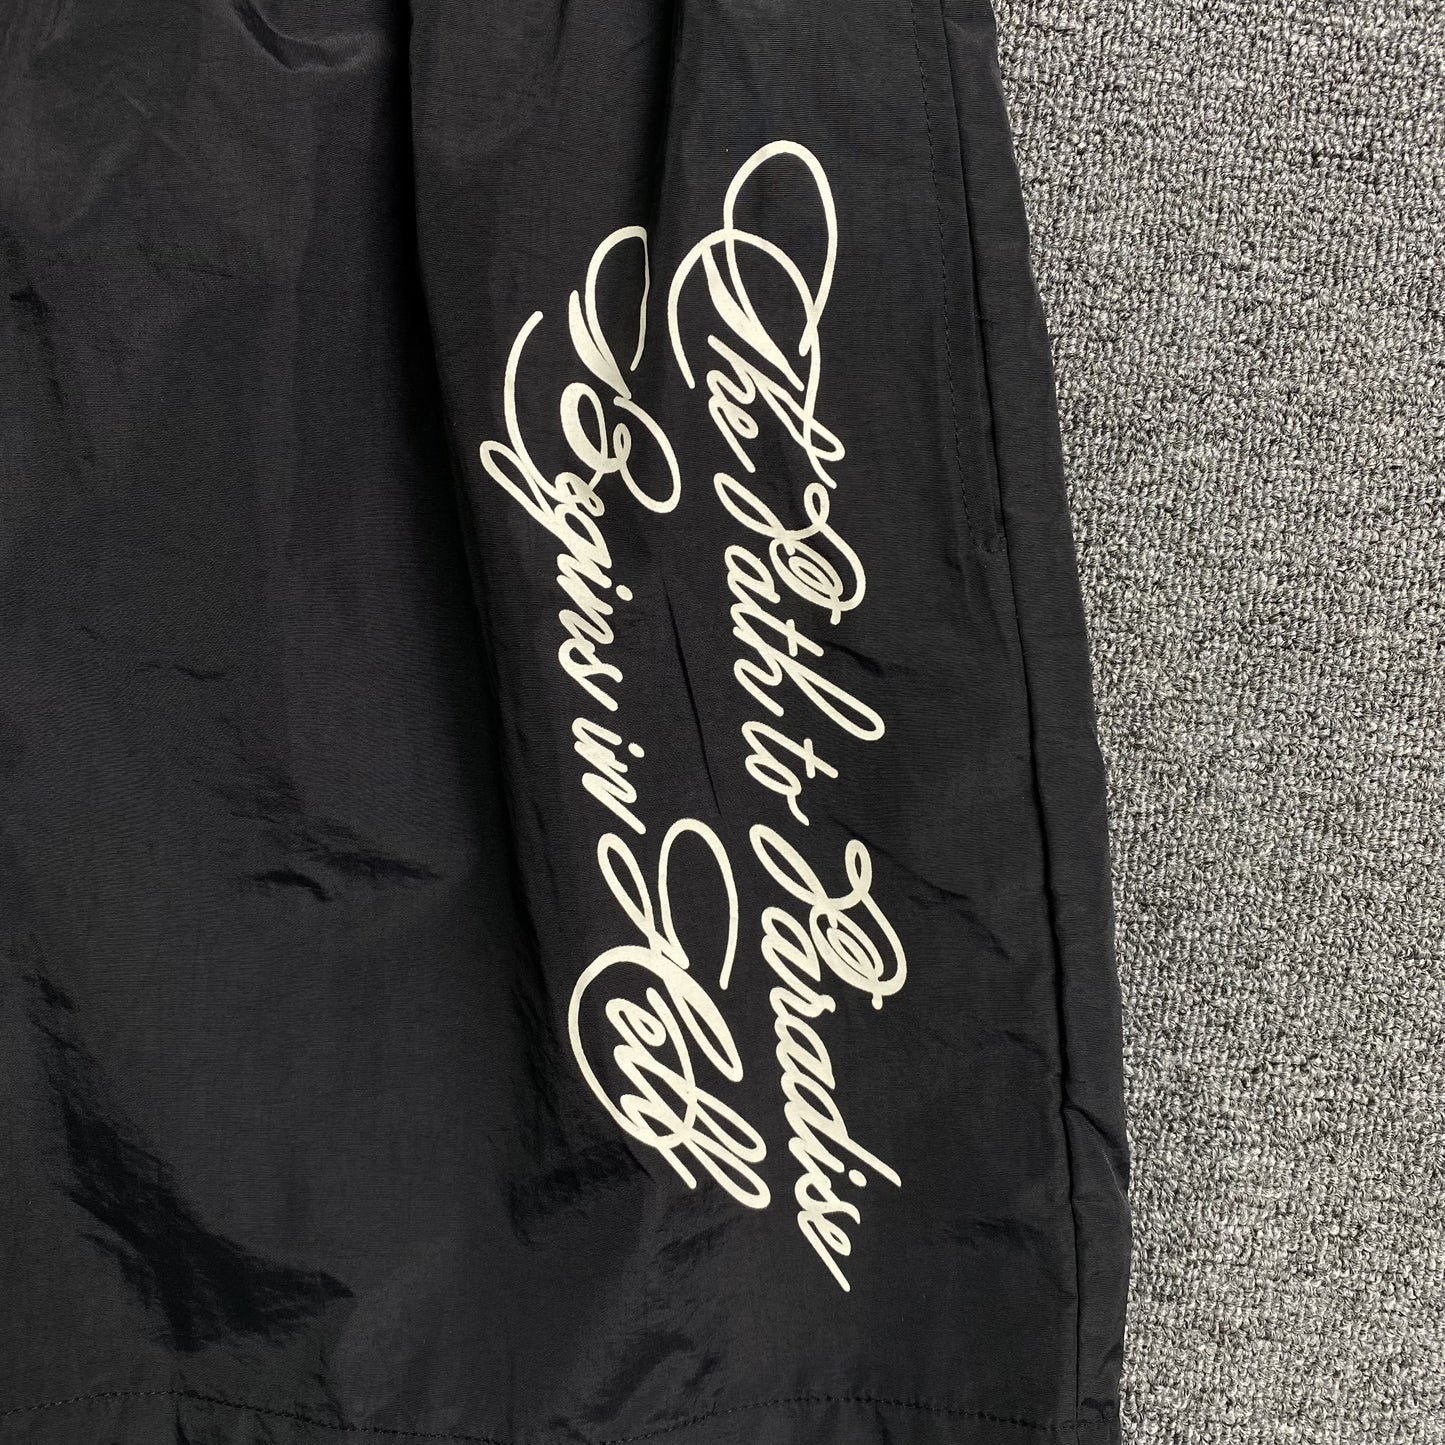 The Path to Paradise
Begins in Hell